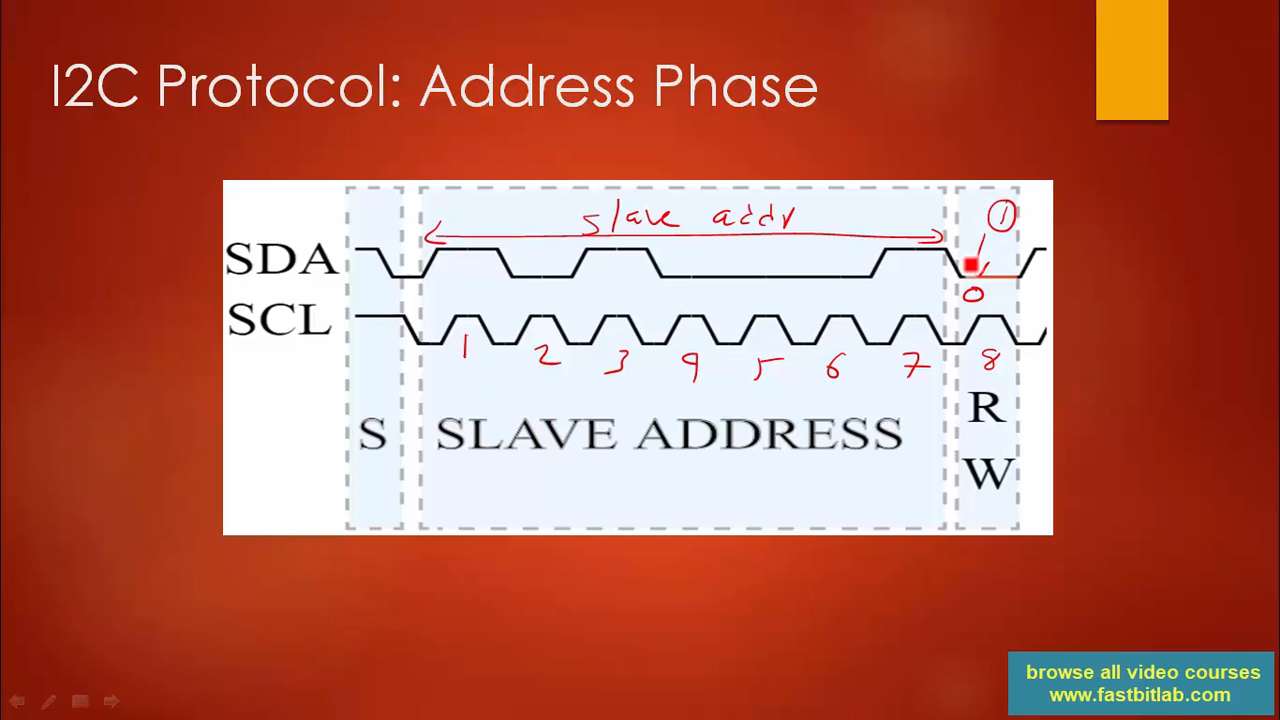 I2C Protocol: Address Phase
slave addr
1
SDA
0
SCL
1 2 3 4 5 6 7 8
R
S SLAVE ADDRESS
W
browse all video courses
www.fastbitlab.com